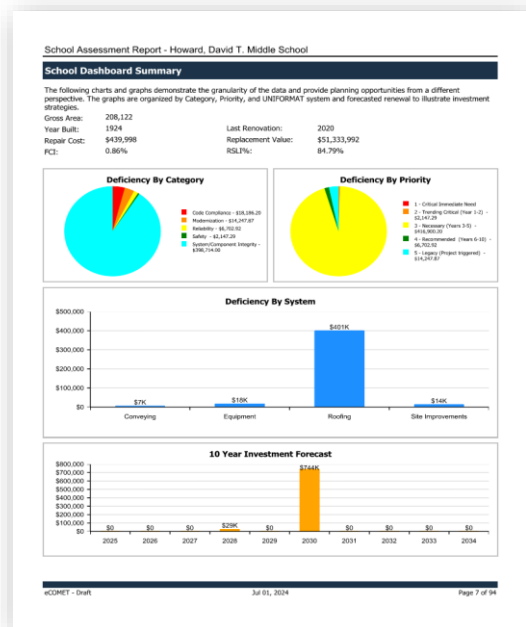 School Assessment Report - Howard, David T. Middle School
School Dashboard Summary
The following charts and graphs demonstrate the granularity of the data and provide planning opportunities from a different
perspective. The graphs are organized by Category, Priority, and UNIFORMAT system and forecasted renewal to illustrate investment
strategies.
Gross Area: 208,122
Year Built: 1924 Last Renovation: 2020
Repair Cost: $439,998 Replacement Value: $51,333,992
FCI: 0.86% RSLI%: 84.79%
Deficiency By Category
Code Compliance - $18,186.29
Modernization - $14,247.87
Reliability - $6,702.92
Safety - $2,147.29
System/Component Integrity -
$398,714.00
Deficiency By Priority
1 - Critical Immediate Need
2 - Trending Critical (Year 1-2) -
$2,147.29
3 - Necessary (Years 3-5) -
$416,900.30
4 - Recommended (Years 6-10) -
$6,702.92
5 - Legacy (Project triggered) -
$14,247.87
Deficiency By System
$500,000
$400,000
$300,000
$200,000
$100,000
$0
$7K $18K $401K $14K
Conveying Equipment Roofing Site Improvements
10 Year Investment Forecast
$800,000
$700,000
$600,000
$500,000
$400,000
$300,000
$200,000
$100,000
$0
$0 $0 $0 $29K $0 $744K $0 $0 $0 $0
2025 2026 2027 2028 2029 2030 2031 2032 2033 2034
eCOMET - Draft Jul 01, 2024 Page 7 of 94